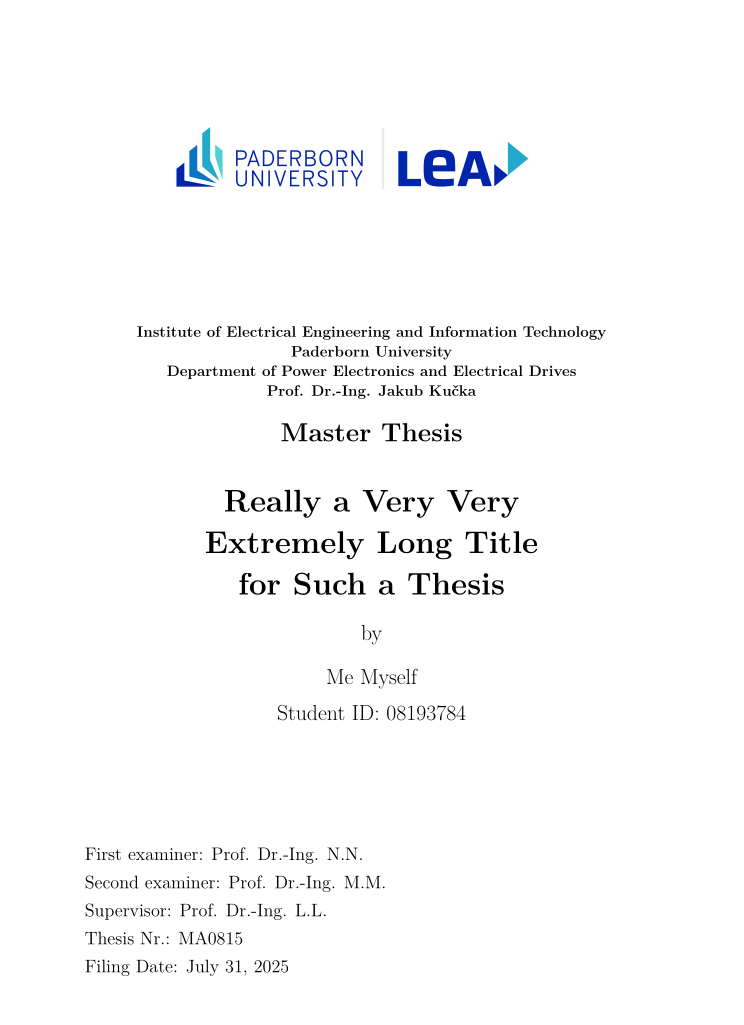 PADERBORN
UNIVERSITY
LEA
Institute of Electrical Engineering and Information Technology
Paderborn University
Department of Power Electronics and Electrical Drives
Prof. Dr.-Ing. Jakub Kučka
Master Thesis
Really a Very Very
Extremely Long Title
for Such a Thesis
by
Me Myself
Student ID: 08193784
First examiner: Prof. Dr.-Ing. N.N.
Second examiner: Prof. Dr.-Ing. M.M.
Supervisor: Prof. Dr.-Ing. L.L.
Thesis Nr.: MA0815
Filing Date: July 31, 2025